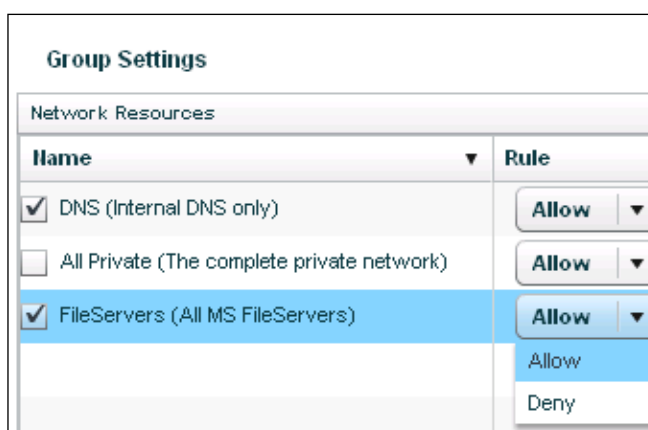 Group Settings
Network Resources
Name ▼ Rule
DNS (Internal DNS only) Allow
All Private (The complete private network) Allow
FileServers (All MS FileServers) Allow
Allow
Deny